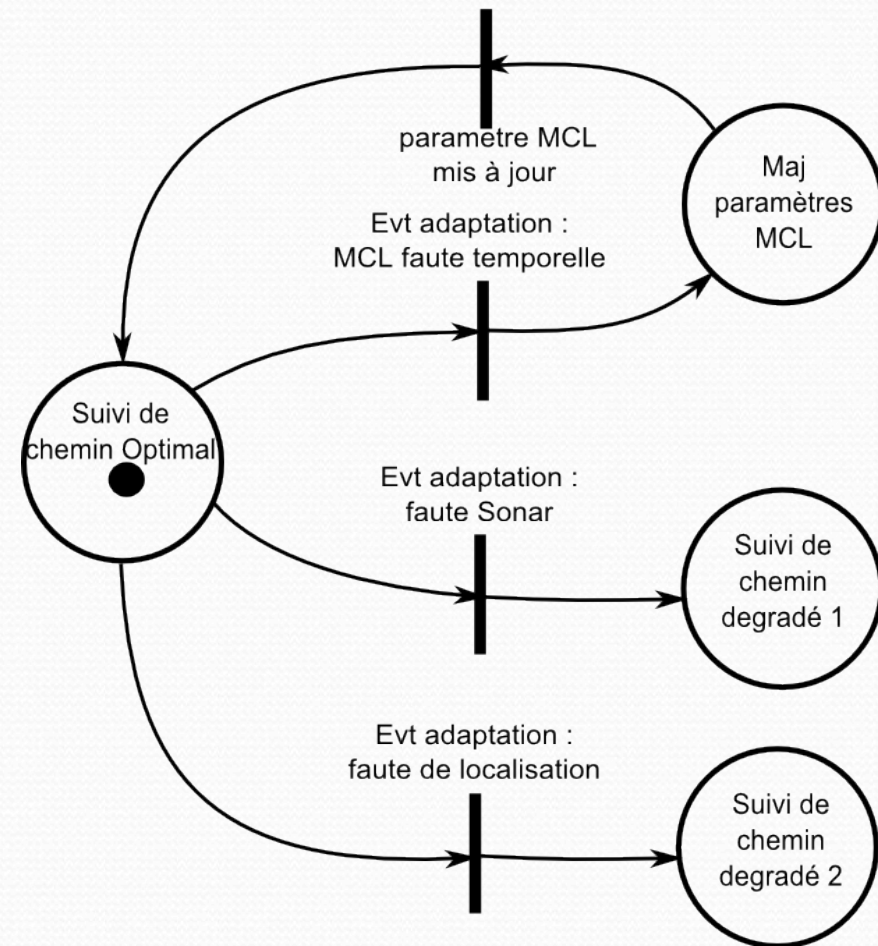 parametre MCL
mis à jour
Maj
paramètres
MCL
Evt adaptation :
MCL faute temporelle
Suivi de
chemin Optimal
Evt adaptation :
faute Sonar
Suivi de
chemin
degradé 1
Evt adaptation :
faute de localisation
Suivi de
chemin
degradé 2